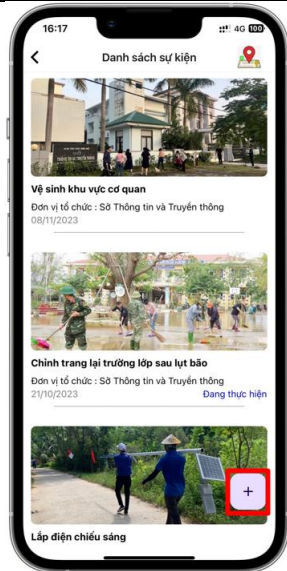 16:17
4G 100
Danh sách sự kiện
Vệ sinh khu vực cơ quan
Đơn vị tổ chức : Sở Thông tin và Truyền thông
08/11/2023
Chỉnh trang lại trường lớp sau lụt bão
Đơn vị tổ chức : Sở Thông tin và Truyền thông
21/10/2023
Đang thực hiện
+
Lắp điện chiếu sáng